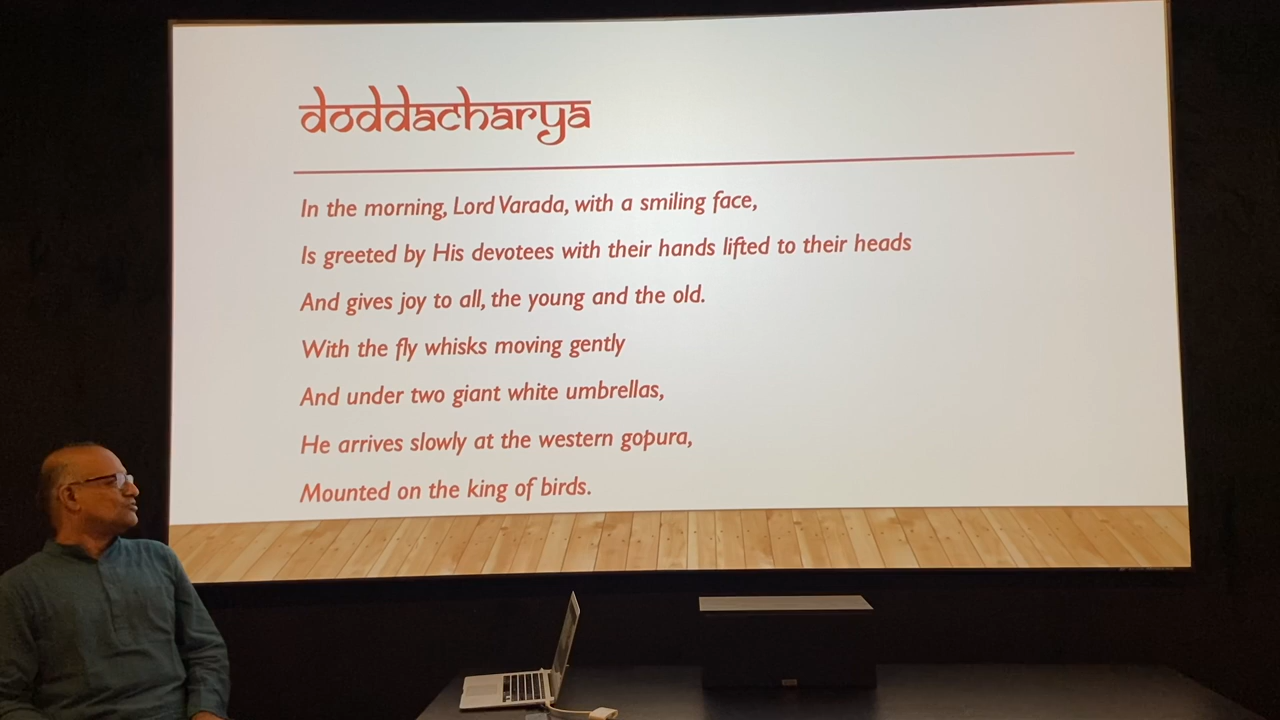 doddacharya
In the morning, Lord Varada, with a smiling face,
Is greeted by His devotees with their hands lifted to their heads
And gives joy to all, the young and the old.
With the fly whisks moving gently
And under two giant white umbrellas,
He arrives slowly at the western gopura,
Mounted on the king of birds.